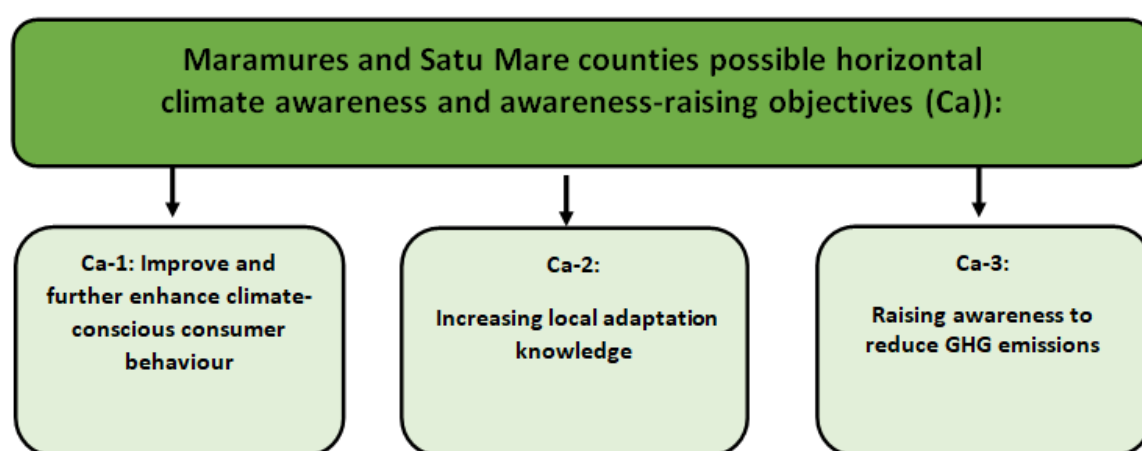 Maramures and Satu Mare counties possible horizontal
climate awareness and awareness-raising objectives (Ca)):
Ca-1: Improve and
further enhance climate-
conscious consumer
behaviour
Ca-2:
Increasing local adaptation
knowledge
Ca-3:
Raising awareness to
reduce GHG emissions